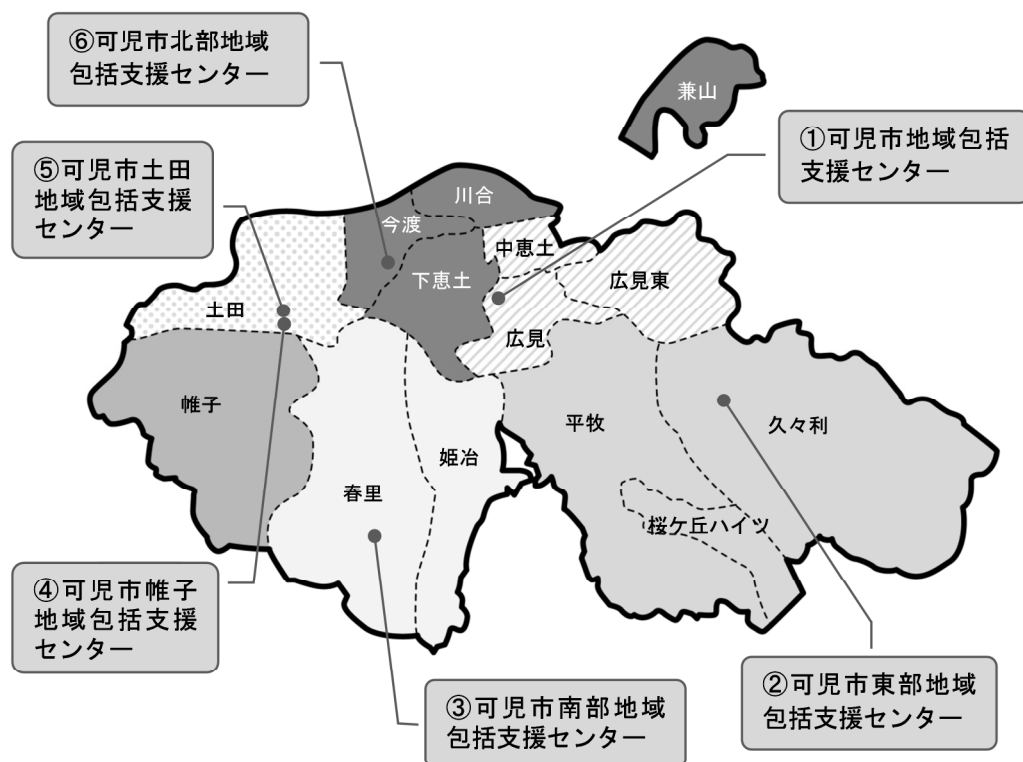 ⑥可児市北部地域
包括支援センター
兼山
①可児市地域包括
支援センター
⑤可児市土田
地域包括支援
センター
川合
今渡
中恵土
下恵土
広見東
土田
広見
帷子
平牧
久々利
姫治
春里
桜ケ丘ハイツ
④可児市帷子
地域包括支援
センター
②可児市東部地域
包括支援センター
③可児市南部地域
包括支援センター